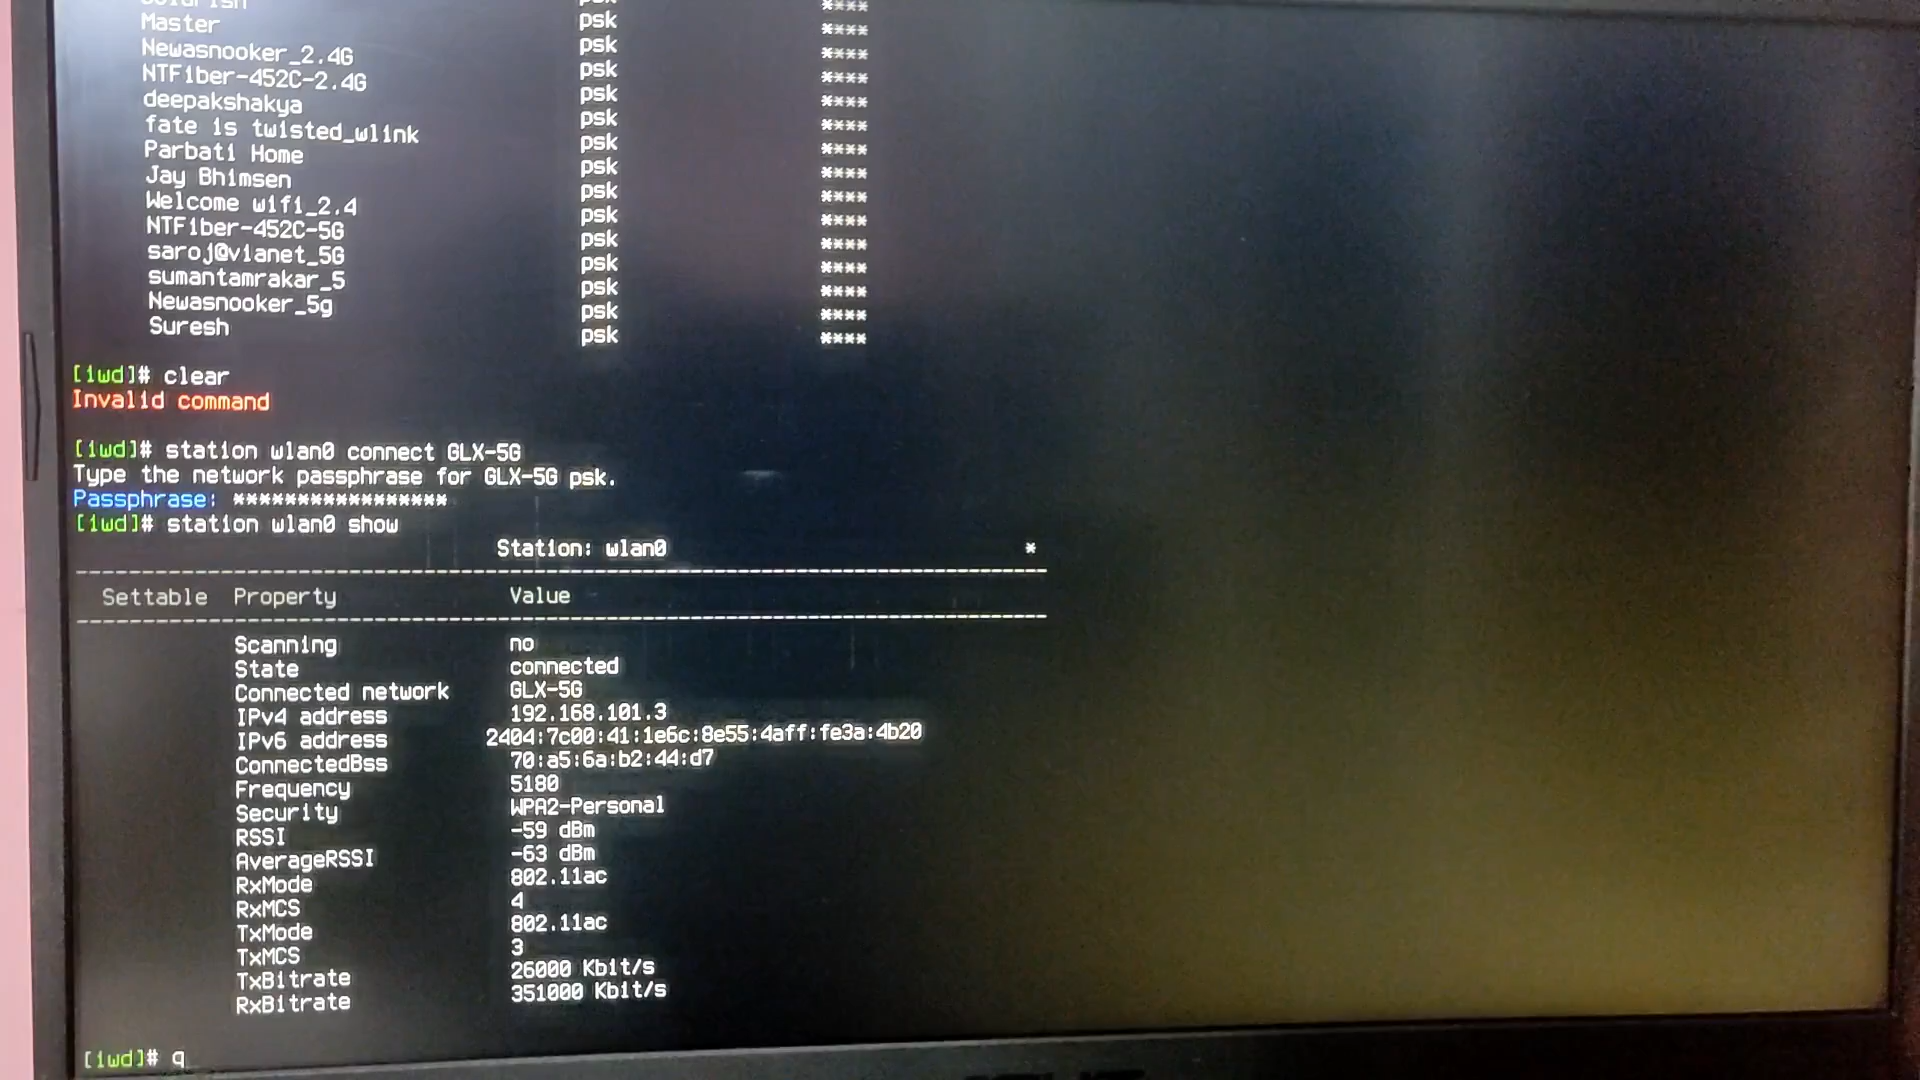 Master psk ****
Newasnooker_2.4G psk ****
NTFiber-452C-2.4G psk ****
deepakshakya psk ****
fate is twisted_wlink psk ****
Parbati Home psk ****
Jay Bhimsen psk ****
Welcome wifi_2.4 psk ****
NTFiber-452C-5G psk ****
saroj@vianet_5G psk ****
sumantamrakar_5 psk ****
Newasnooker_5g psk ****
Suresh psk ****
[iwd]# clear
Invalid command
[iwd]# station wlan0 connect GLX-5G
Type the network passphrase for GLX-5G psk.
Passphrase: *****************
[iwd]# station wlan0 show
Station: wlan0 *
Settable Property Value
Scanning no
State connected
Connected network GLX-5G
IPv4 address 192.168.101.3
IPv6 address 2404:7c00:41:1e6c:8e55:4aff:fe3a:4b20
ConnectedBss 70:a5:6a:b2:44:d7
Frequency 5180
Security WPA2-Personal
RSSI -59 dBm
AverageRSSI -63 dBm
RxMode 802.11ac
RxMCS 4
TxMode 802.11ac
TxMCS 3
TxBitrate 26000 Kbit/s
RxBitrate 351000 Kbit/s
[iwd]# q